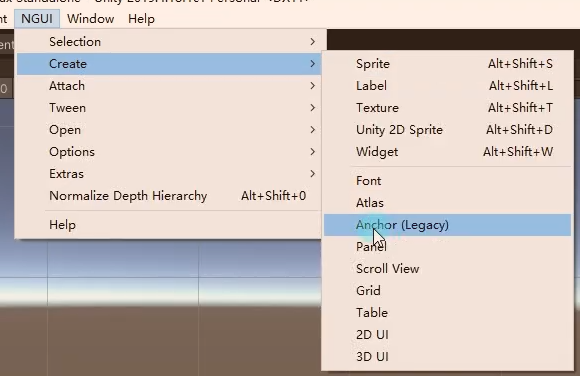 NGUI Window Help
Selection
Create
Attach
Tween
Open
Options
Extras
Normalize Depth Hierarchy Alt+Shift+0
Help
Sprite Alt+Shift+S
Label Alt+Shift+L
Texture Alt+Shift+T
Unity 2D Sprite Alt+Shift+D
Widget Alt+Shift+W
Font
Atlas
Anchor (Legacy)
Panel
Scroll View
Grid
Table
2D UI
3D UI